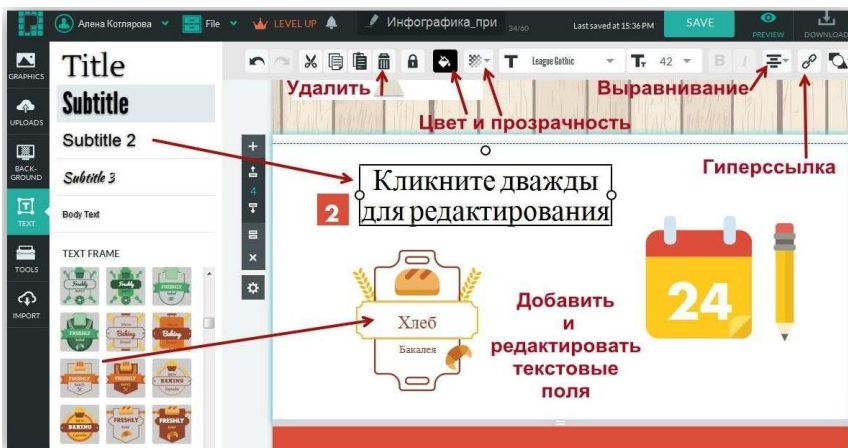 Алена Котлярова
File
LEVEL UP
Инфографика_при
34/60
Last saved at 15:36 PM
SAVE
PREVIEW
DOWNLOAD
GRAPHICS
UPLOADS
BACK-
GROUND
TEXT
TOOLS
IMPORT
Title
Subtitle
Subtitle 2
Subtitle 3
Body Text
TEXT FRAME
League Gothic
42
B
I
Удалить
Выравнивание
Цвет и прозрачность
Гиперссылка
4
2
Кликните дважды
для редактирования
Хлеб
Бакалея
24
Добавить
и
редактировать
текстовые
поля